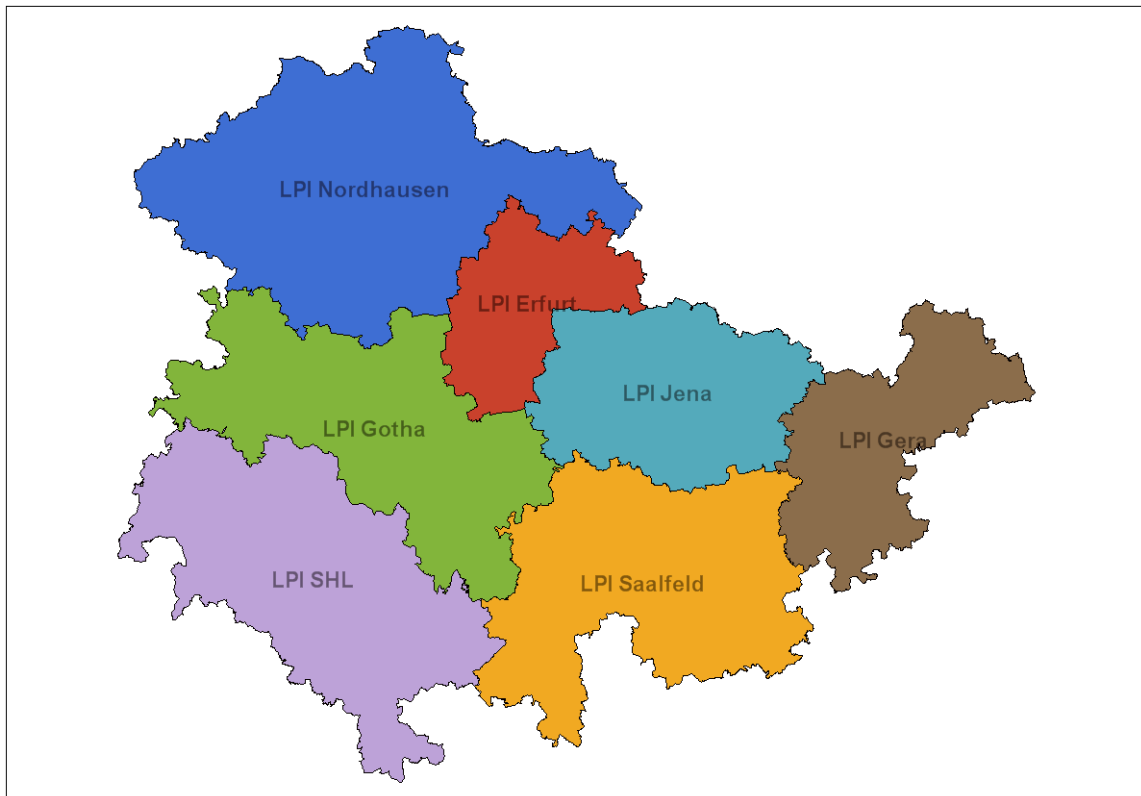 LPI Nordhausen
LPI Erfurt
LPI Jena
LPI Gotha
LPI Gera
LPI SHL
LPI Saalfeld